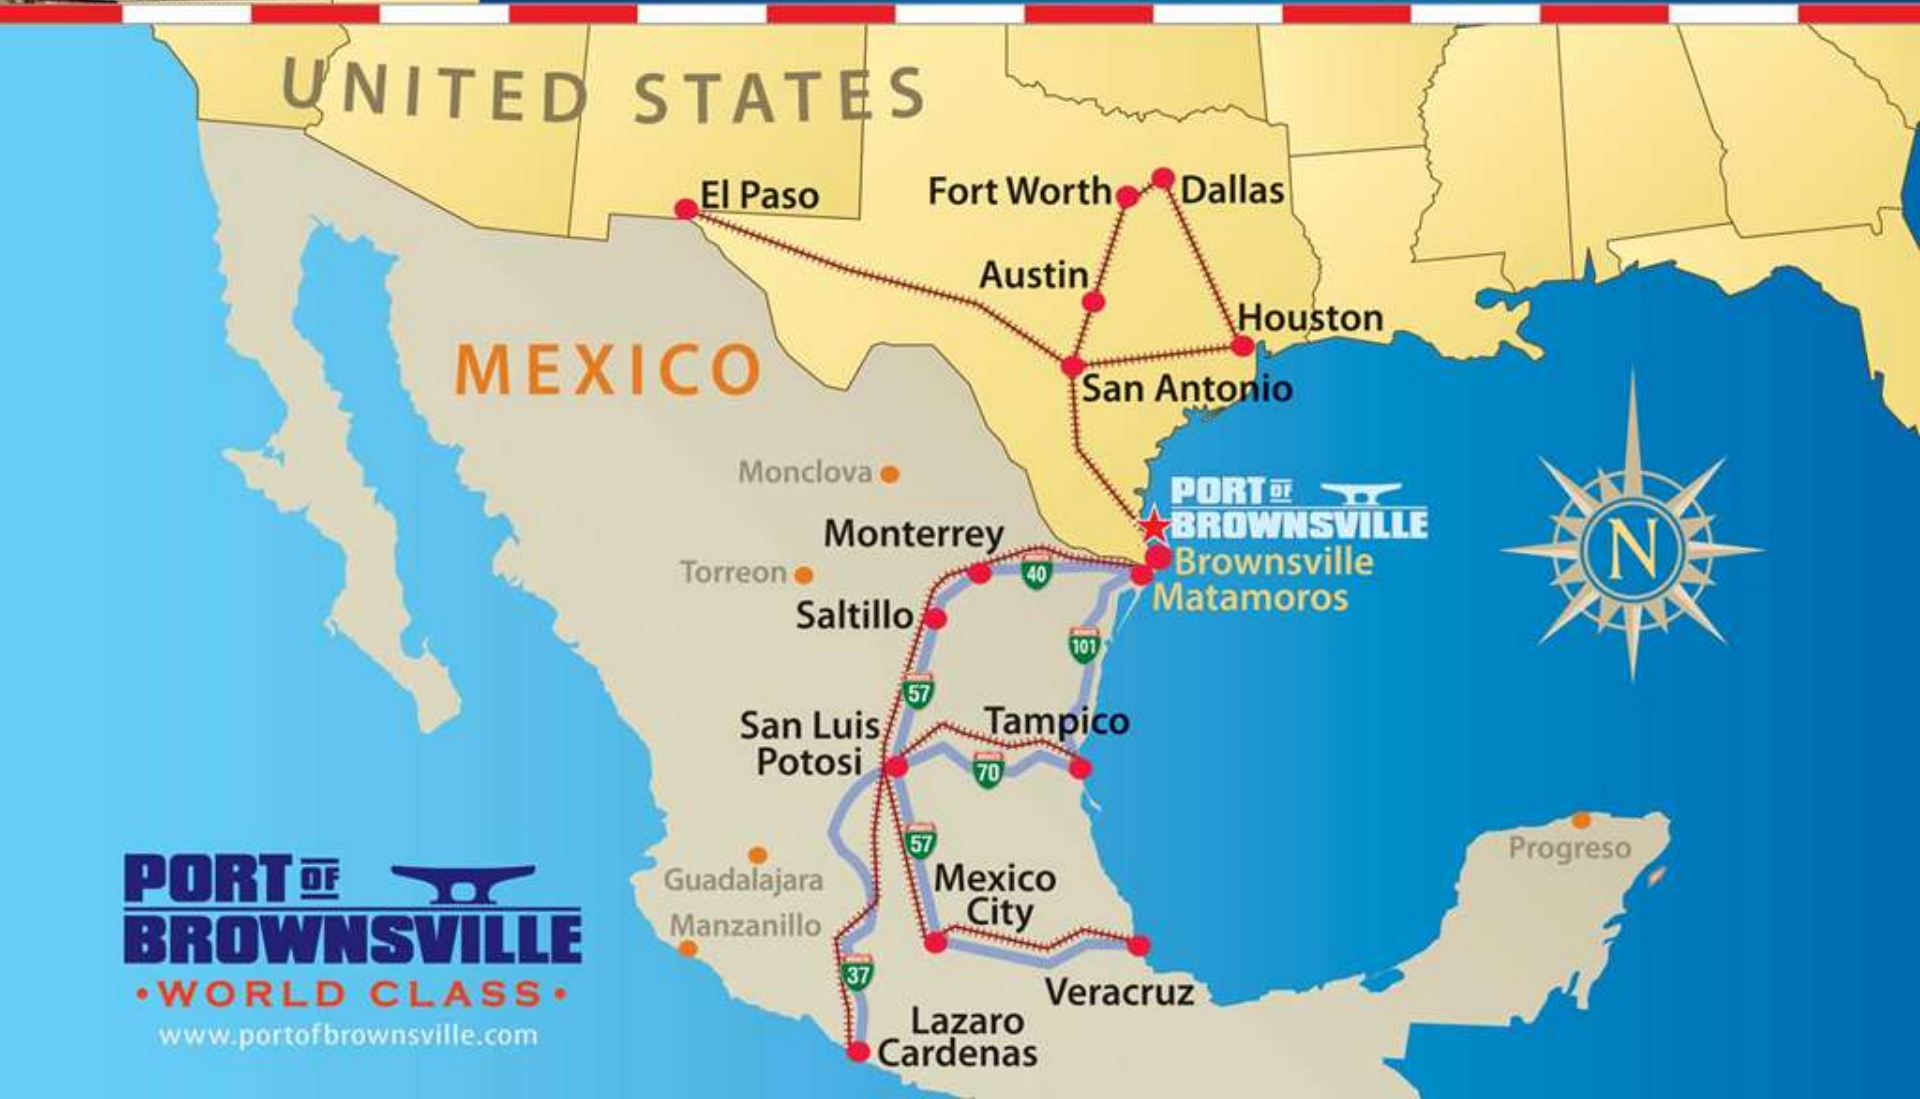 UNITED STATES
El Paso
Fort Worth
Dallas
Austin
Houston
San Antonio
MEXICO
Monclova
PORT OF
BROWNSVILLE
Brownsville
Matamoros
Monterrey
40
Torreon
Saltillo
101
57
San Luis
Potosi
Tampico
70
57
N
Guadalajara
Manzanillo
Mexico
City
Progreso
37
Veracruz
Lazaro
Cardenas
PORT OF
BROWNSVILLE
•WORLD CLASS•
www.portofbrownsville.com